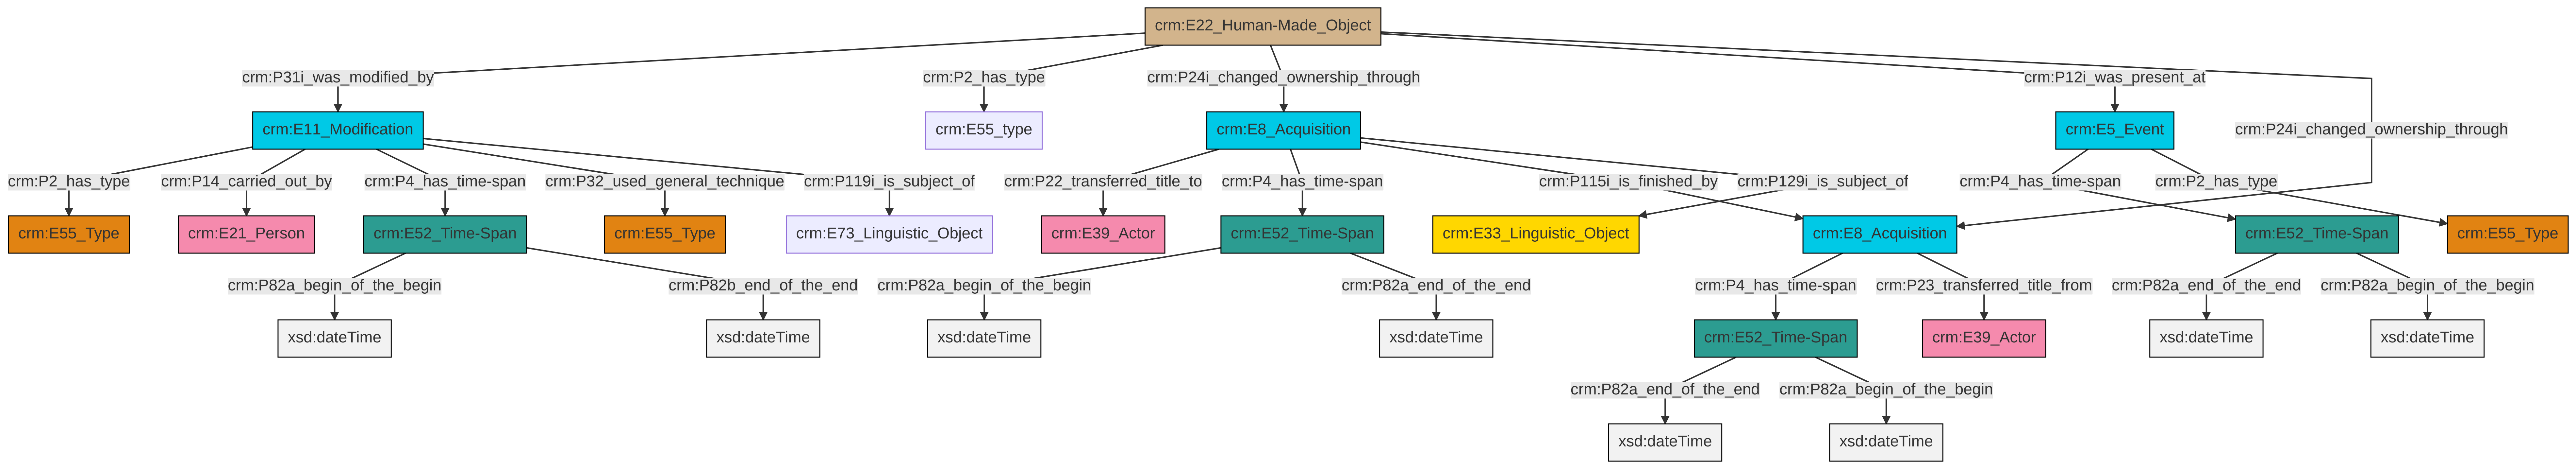 crm:E22_Human-Made_Object
crm:P31i_was_modified_by
crm:P2_has_type
crm:P24i_changed_ownership_through
crm:P12i_was_present_at
crm:E11_Modification
crm:E55_type
crm:E8_Acquisition
crm:E5_Event
crm:P24i_changed_ownership_through
crm:P2_has_type
crm:P14_carried_out_by
crm:P4_has_time-span
crm:P32_used_general_technique
crm:P119i_is_subject_of
crm:P22_transferred_title_to
crm:P4_has_time-span
crm:P115i_is_finished_by
crm:P129i_is_subject_of
crm:P4_has_time-span
crm:P2_has_type
crm:E55_Type
crm:E21_Person
crm:E52_Time-Span
crm:E55_Type
crm:E73_Linguistic_Object
crm:E39_Actor
crm:E52_Time-Span
crm:E33_Linguistic_Object
crm:E8_Acquisition
crm:E52_Time-Span
crm:E55_Type
crm:P82a_begin_of_the_begin
crm:P82b_end_of_the_end
crm:P82a_begin_of_the_begin
crm:P82a_end_of_the_end
crm:P4_has_time-span
crm:P23_transferred_title_from
crm:P82a_end_of_the_end
crm:P82a_begin_of_the_begin
xsd:dateTime
xsd:dateTime
xsd:dateTime
xsd:dateTime
crm:E52_Time-Span
crm:E39_Actor
xsd:dateTime
xsd:dateTime
crm:P82a_end_of_the_end
crm:P82a_begin_of_the_begin
xsd:dateTime
xsd:dateTime